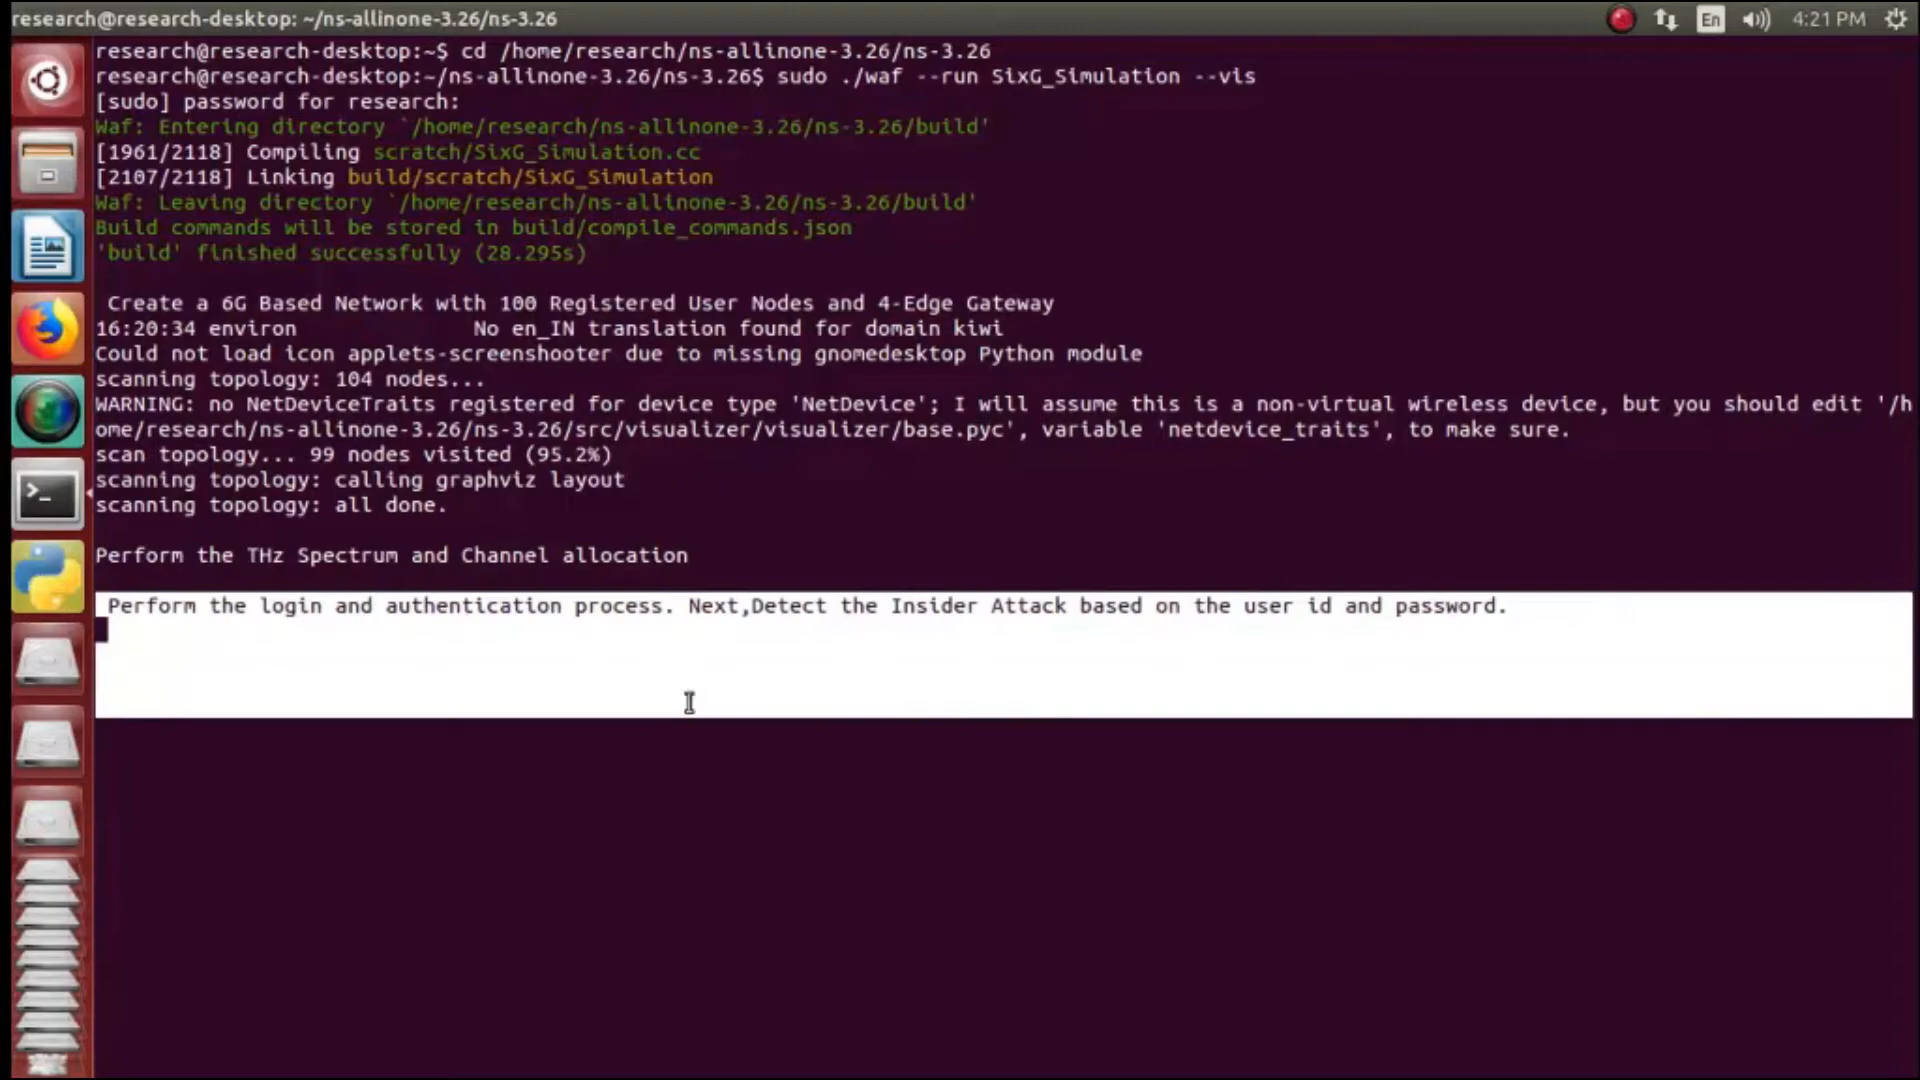 research@research-desktop: ~/ns-allinone-3.26/ns-3.26
En
4:21 PM
research@research-desktop:~$ cd /home/research/ns-allinone-3.26/ns-3.26
research@research-desktop:~/ns-allinone-3.26/ns-3.26$ sudo ./waf --run SixG_Simulation --vis
[sudo] password for research:
Waf: Entering directory `/home/research/ns-allinone-3.26/ns-3.26/build'
[1961/2118] Compiling scratch/SixG_Simulation.cc
[2107/2118] Linking build/scratch/SixG_Simulation
Waf: Leaving directory `/home/research/ns-allinone-3.26/ns-3.26/build'
Build commands will be stored in build/compile_commands.json
'build' finished successfully (28.295s)
Create a 6G Based Network with 100 Registered User Nodes and 4-Edge Gateway
16:20:34 environ No en_IN translation found for domain kiwi
Could not load icon applets-screenshooter due to missing gnomedesktop Python module
scanning topology: 104 nodes...
WARNING: no NetDeviceTraits registered for device type 'NetDevice'; I will assume this is a non-virtual wireless device, but you should edit '/h
ome/research/ns-allinone-3.26/ns-3.26/src/visualizer/visualizer/base.pyc', variable 'netdevice_traits', to make sure.
scan topology... 99 nodes visited (95.2%)
scanning topology: calling graphviz layout
scanning topology: all done.
Perform the THz Spectrum and Channel allocation
Perform the login and authentication process. Next,Detect the Insider Attack based on the user id and password.